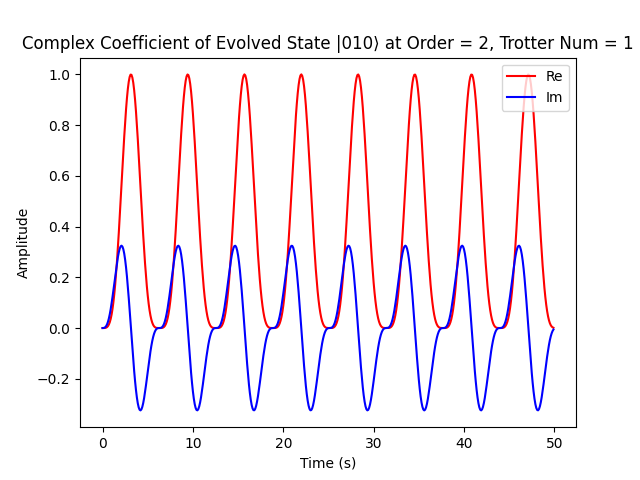 Complex Coefficient of Evolved State |010⟩ at Order = 2, Trotter Num = 1
Re
Im
1.0
0.8
0.6
0.4
0.2
0.0
−0.2
Amplitude
0
10
20
30
40
50
Time (s)